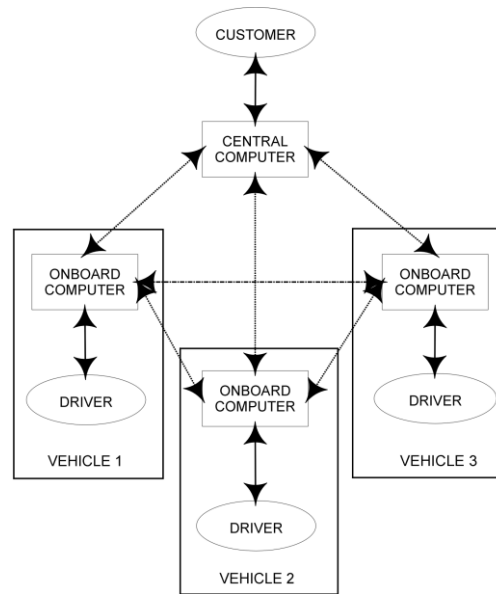 CUSTOMER
CENTRAL
COMPUTER
ONBOARD
COMPUTER
ONBOARD
COMPUTER
ONBOARD
COMPUTER
DRIVER
DRIVER
VEHICLE 1
VEHICLE 3
DRIVER
VEHICLE 2